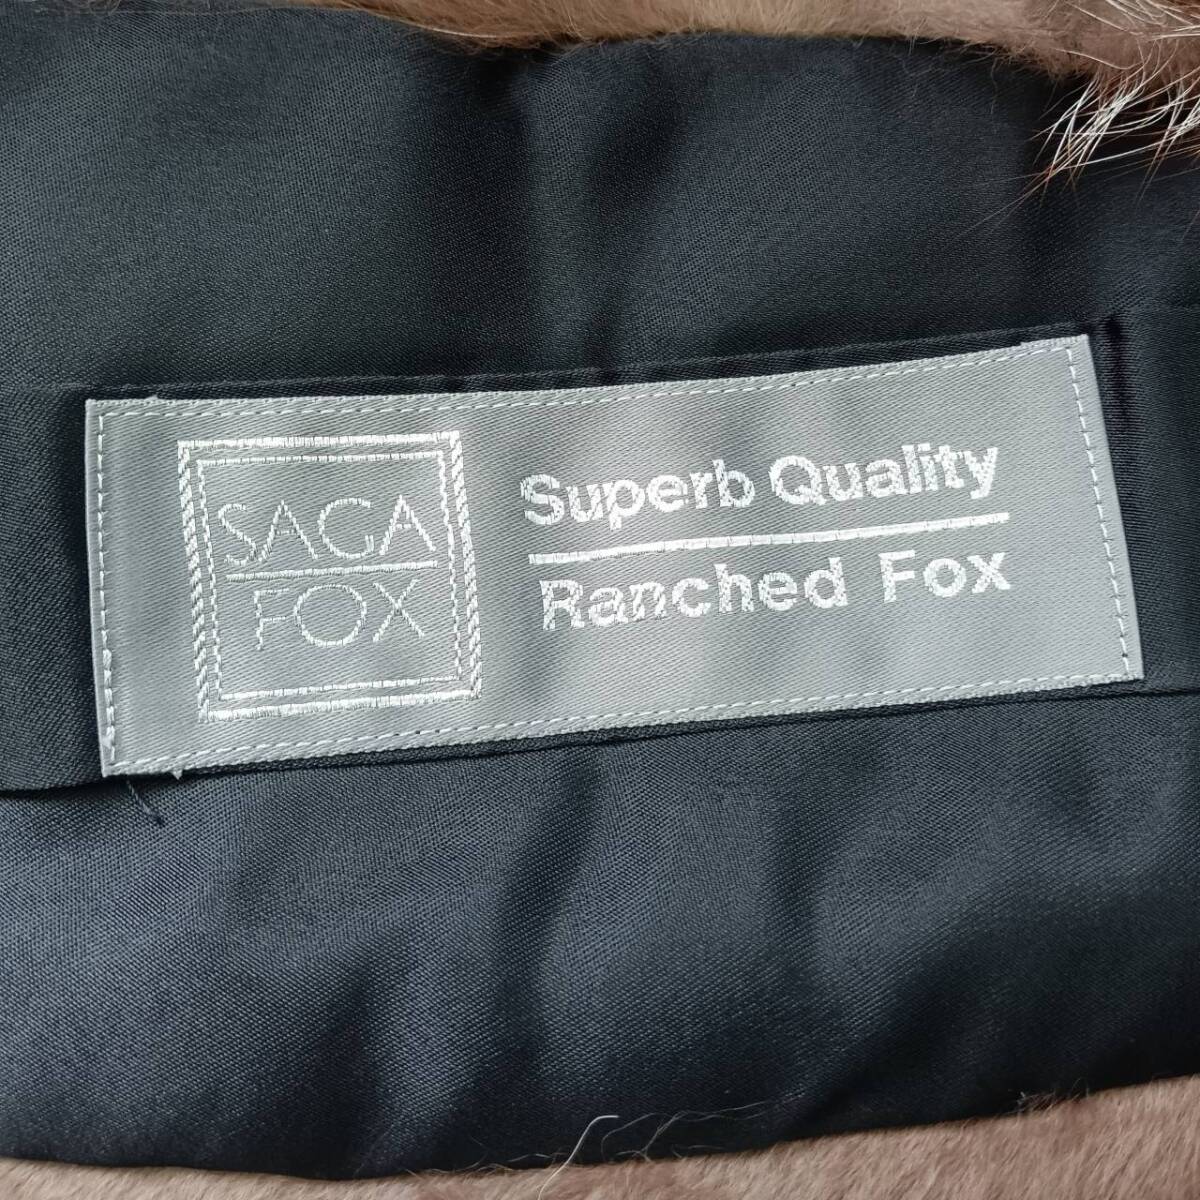 SAGA
FOX
Superb Quality
Ranched Fox